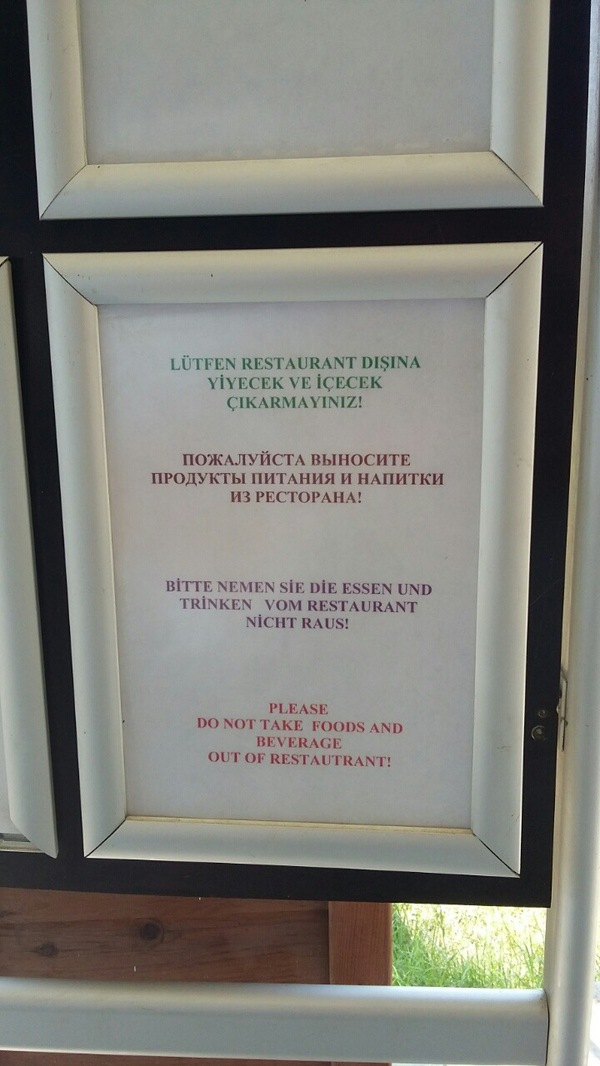 LÜTFEN RESTAURANT DIŞINA
YİYECEK VE İÇECEK
ÇIKARMAYINIZ!
ПОЖАЛУЙСТА ВЫНОСИТЕ
ПРОДУКТЫ ПИТАНИЯ И НАПИТКИ
ИЗ РЕСТОРАНА!
BİTTE NEMEN SİE DİE ESSEN UND
TRİNKEN VOM RESTAURANT
NİCHT RAUS!
PLEASE
DO NOT TAKE FOODS AND
BEVERAGE
OUT OF RESTAUTRANT!